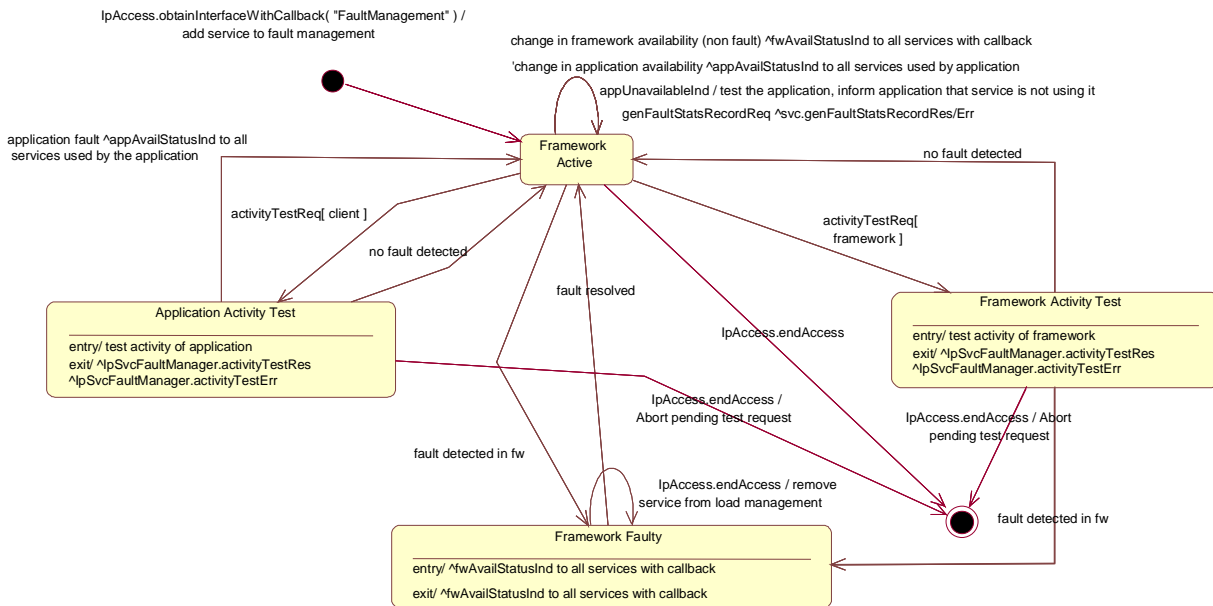 IpAccess.obtainInterfaceWithCallback( "FaultManagement" ) /
add service to fault management
change in framework availability (non fault) ^fwAvailStatusInd to all services with callback
'change in application availability ^appAvailStatusInd to all services used by application
appUnavailableInd / test the application, inform application that service is not using it
genFaultStatsRecordReq ^svc.genFaultStatsRecordRes/Err
application fault ^appAvailStatusInd to all
services used by the application
Framework
Active
no fault detected
activityTestReq[ client ]
activityTestReq[
framework ]
no fault detected
fault resolved
Application Activity Test
entry/ test activity of application
exit/ ^IpSvcFaultManager.activityTestRes
^IpSvcFaultManager.activityTestErr
IpAccess.endAccess
Framework Activity Test
entry/ test activity of framework
exit/ ^IpSvcFaultManager.activityTestRes
^IpSvcFaultManager.activityTestErr
IpAccess.endAccess /
Abort pending test request
IpAccess.endAccess / Abort
pending test request
fault detected in fw
IpAccess.endAccess / remove
service from load management
fault detected in fw
Framework Faulty
entry/ ^fwAvailStatusInd to all services with callback
exit/ ^fwAvailStatusInd to all services with callback